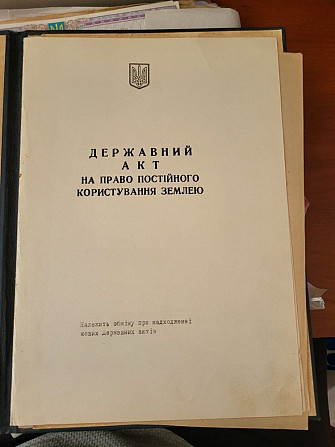 ДЕРЖАВНИЙ
АКТ
НА ПРАВО ПОСТІЙНОГО
КОРИСТУВАННЯ ЗЕМЛЕЮ
Належить обміну при надходженні
нових Державних актів